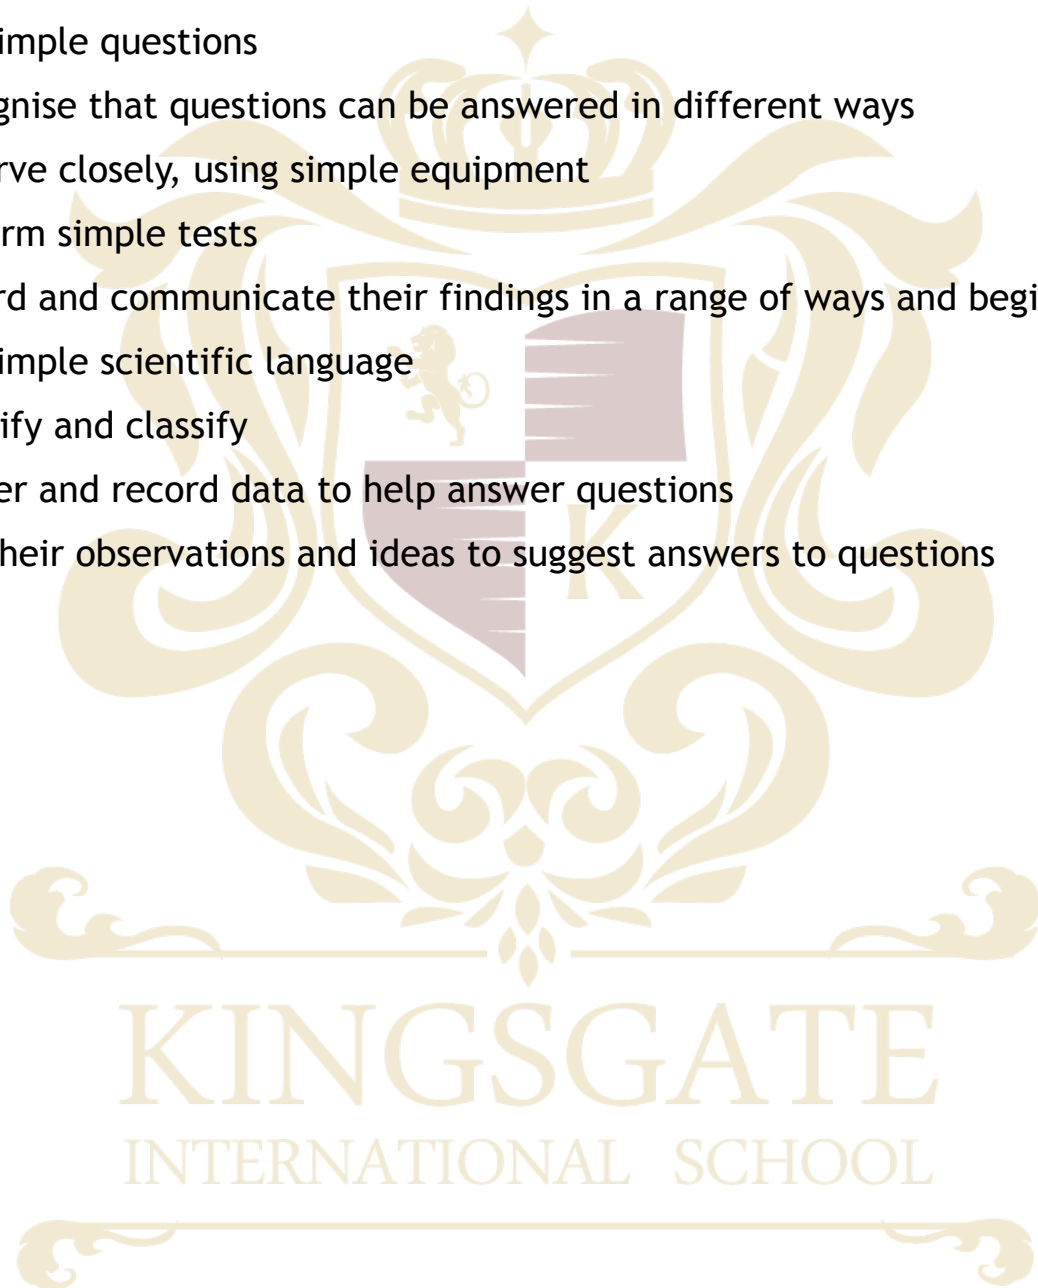 imple questions
gnise that questions can be answered in different ways
rve closely, using simple equipment
rm simple tests
rd and communicate their findings in a range of ways and begi
imple scientific language
ify and classify
er and record data to help answer questions
heir observations and ideas to suggest answers to questions
K
KINGSGATE
INTERNATIONAL SCHOOL